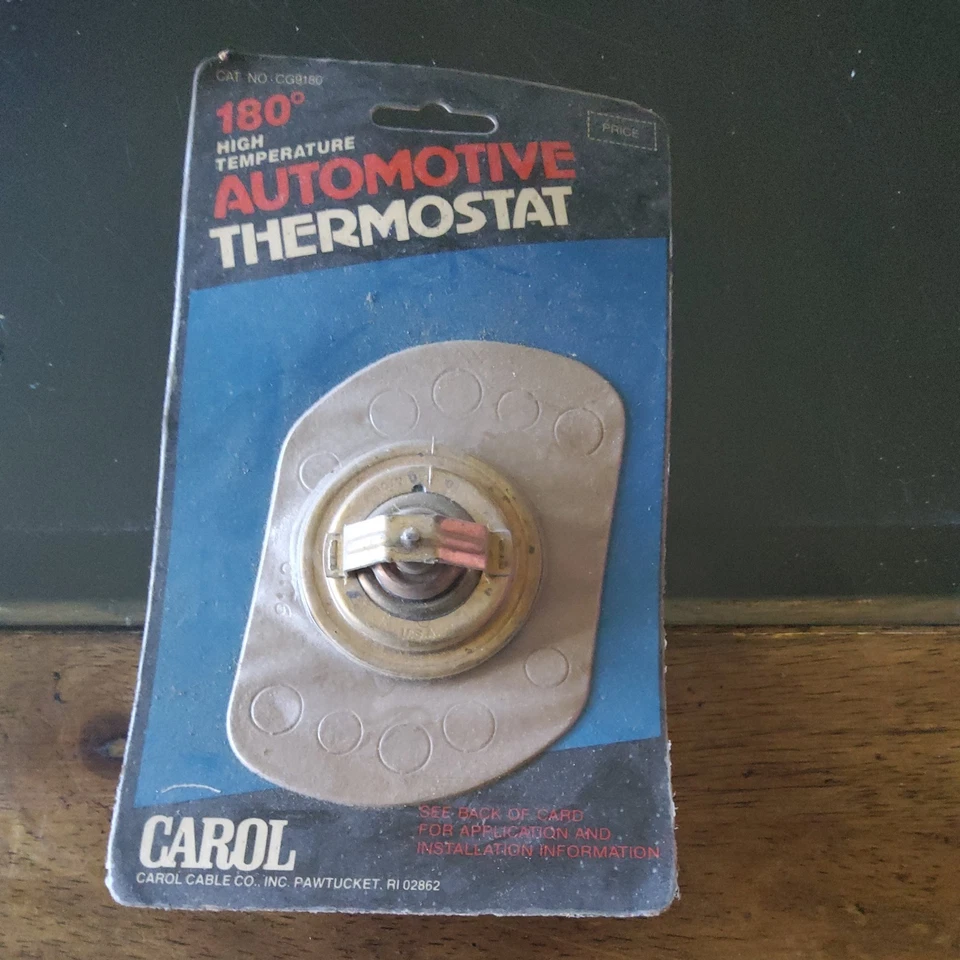 CAT. NO. CG9180
180°
HIGH
TEMPERATURE
PRICE
AUTOMOTIVE
THERMOSTAT
U.S.A.
CAROL
CAROL CABLE CO., INC. PAWTUCKET, RI 02862
SEE BACK OF CARD
FOR APPLICATION AND
INSTALLATION INFORMATION